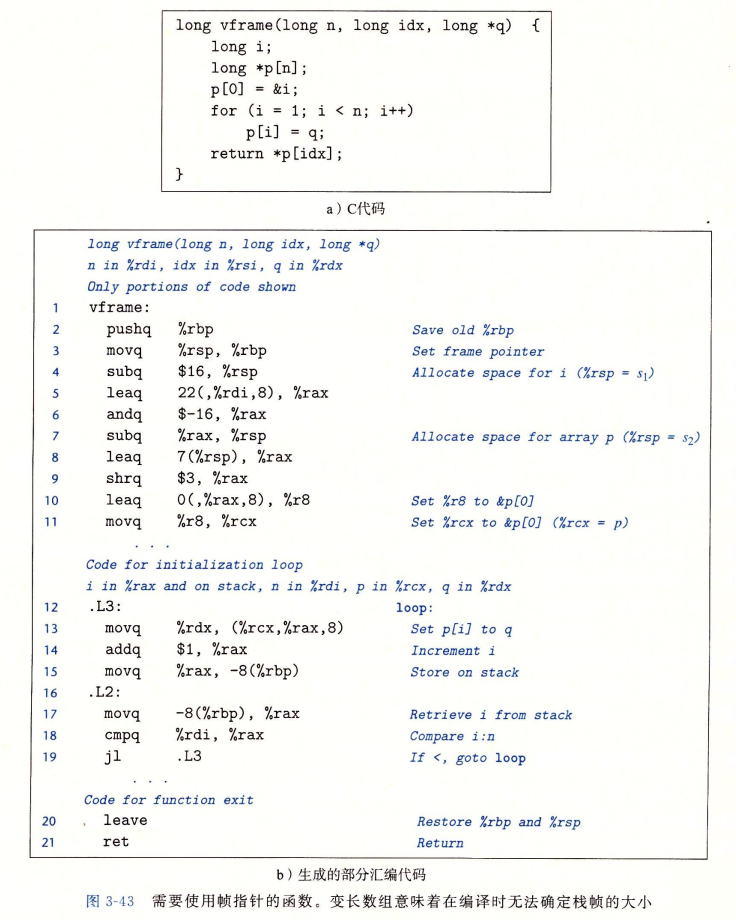 long vframe(long n, long idx, long *q) {
    long i;
    long *p[n];
    p[0] = &i;
    for (i = 1; i < n; i++)
        p[i] = q;
    return *p[idx];
}
a）C代码
long vframe(long n, long idx, long *q)
n in %rdi, idx in %rsi, q in %rdx
Only portions of code shown
1 vframe:
2 pushq %rbp Save old %rbp
3 movq %rsp, %rbp Set frame pointer
4 subq $16, %rsp Allocate space for i (%rsp = s₁)
5 leaq 22(,%rdi,8), %rax
6 andq $-16, %rax
7 subq %rax, %rsp Allocate space for array p (%rsp = s₂)
8 leaq 7(%rsp), %rax
9 shrq $3, %rax
10 leaq 0(,%rax,8), %r8 Set %r8 to &p[0]
11 movq %r8, %rcx Set %rcx to &p[0] (%rcx = p)
. . .
Code for initialization loop
i in %rax and on stack, n in %rdi, p in %rcx, q in %rdx
12 .L3: loop:
13 movq %rdx, (%rcx,%rax,8) Set p[i] to q
14 addq $1, %rax Increment i
15 movq %rax, -8(%rbp) Store on stack
16 .L2:
17 movq -8(%rbp), %rax Retrieve i from stack
18 cmpq %rdi, %rax Compare i:n
19 jl .L3 If <, goto loop
. . .
Code for function exit
20 leave Restore %rbp and %rsp
21 ret Return
b）生成的部分汇编代码
图 3-43 需要使用帧指针的函数。变长数组意味着在编译时无法确定栈帧的大小